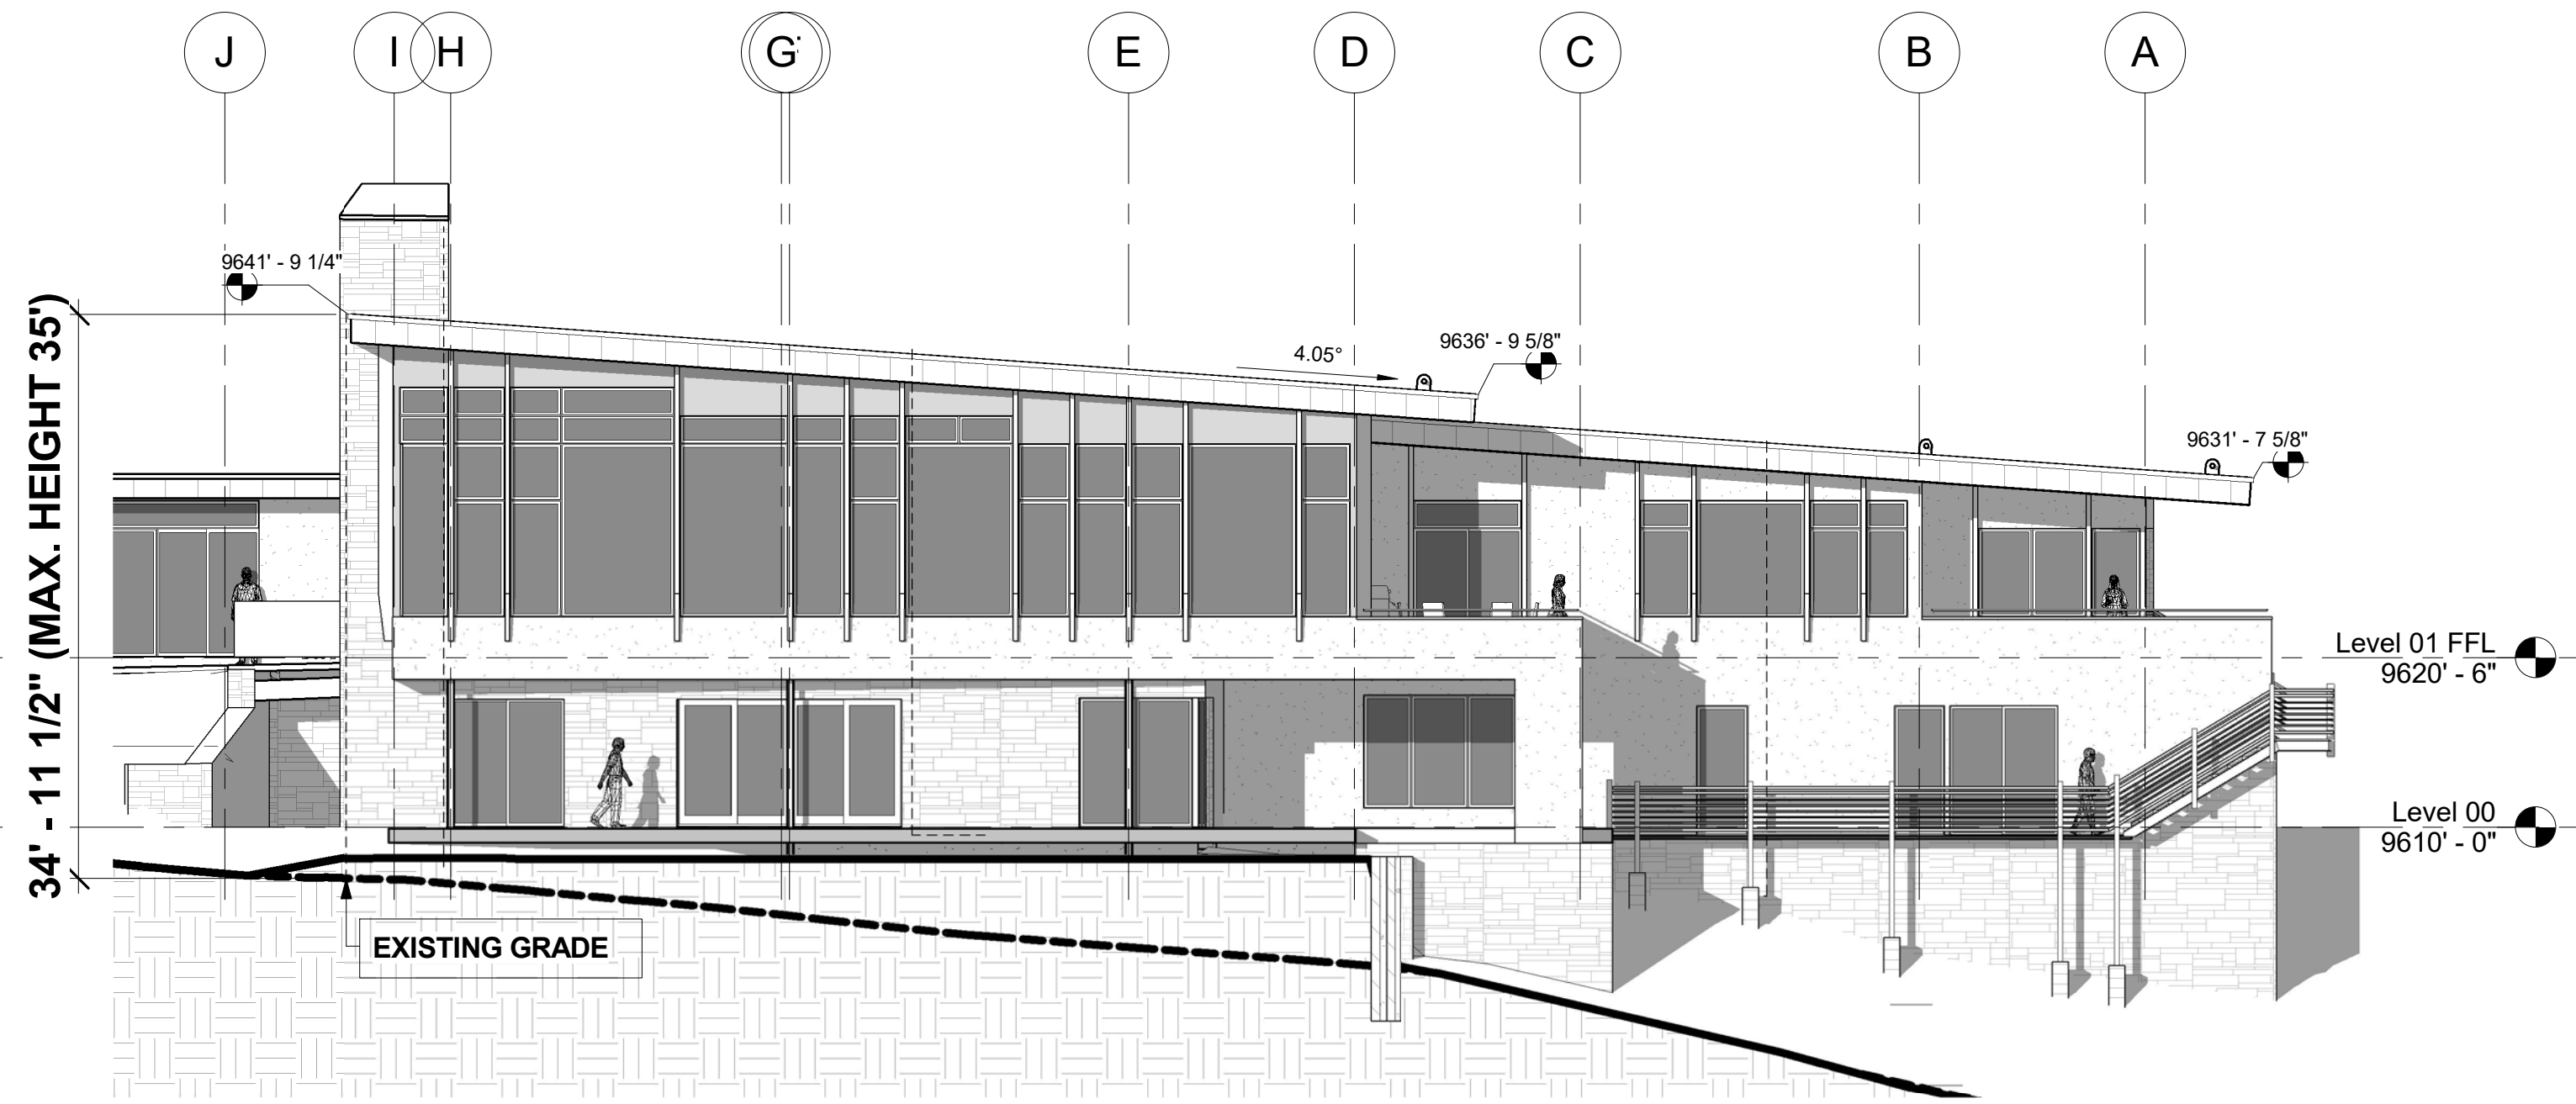 J
I
H
G
E
D
C
B
A
9641' - 9 1/4"
9636' - 9 5/8"
4.05°
9631' - 7 5/8"
34' - 11 1/2" (MAX. HEIGHT 35')
Level 01 FFL
9620' - 6"
Level 00
9610' - 0"
EXISTING GRADE